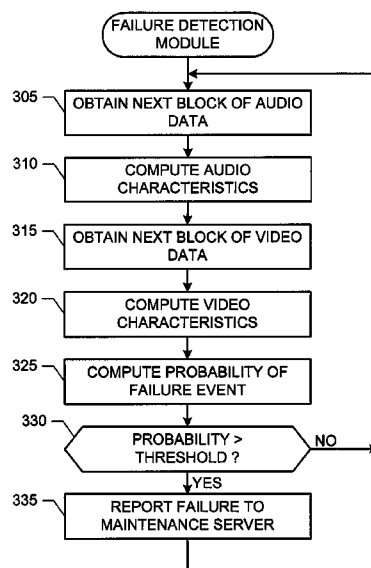 FAILURE DETECTION
MODULE
305
OBTAIN NEXT BLOCK OF AUDIO
DATA
310
COMPUTE AUDIO
CHARACTERISTICS
315
OBTAIN NEXT BLOCK OF VIDEO
DATA
320
COMPUTE VIDEO
CHARACTERISTICS
325
COMPUTE PROBABILITY OF
FAILURE EVENT
330
PROBABILITY >
THRESHOLD ?
NO
YES
335
REPORT FAILURE TO
MAINTENANCE SERVER